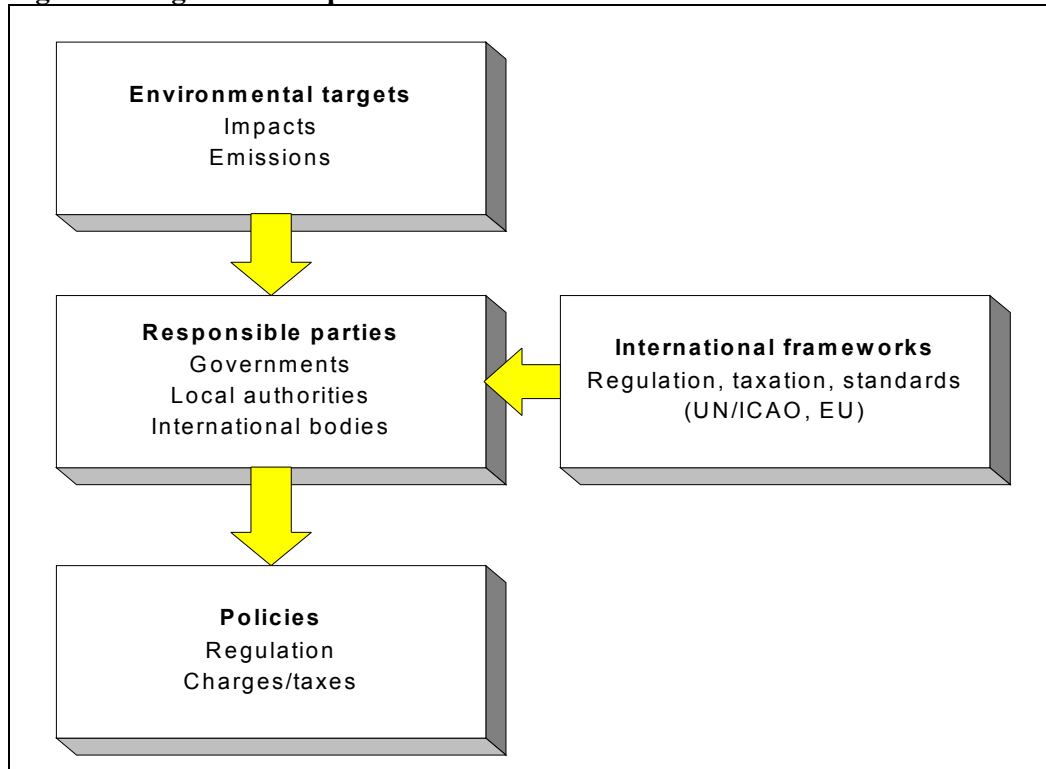 Environmental targets
Impacts
Emissions
Responsible parties
Governments
Local authorities
International bodies
International frameworks
Regulation, taxation, standards
(UN/ICAO, EU)
Policies
Regulation
Charges/taxes